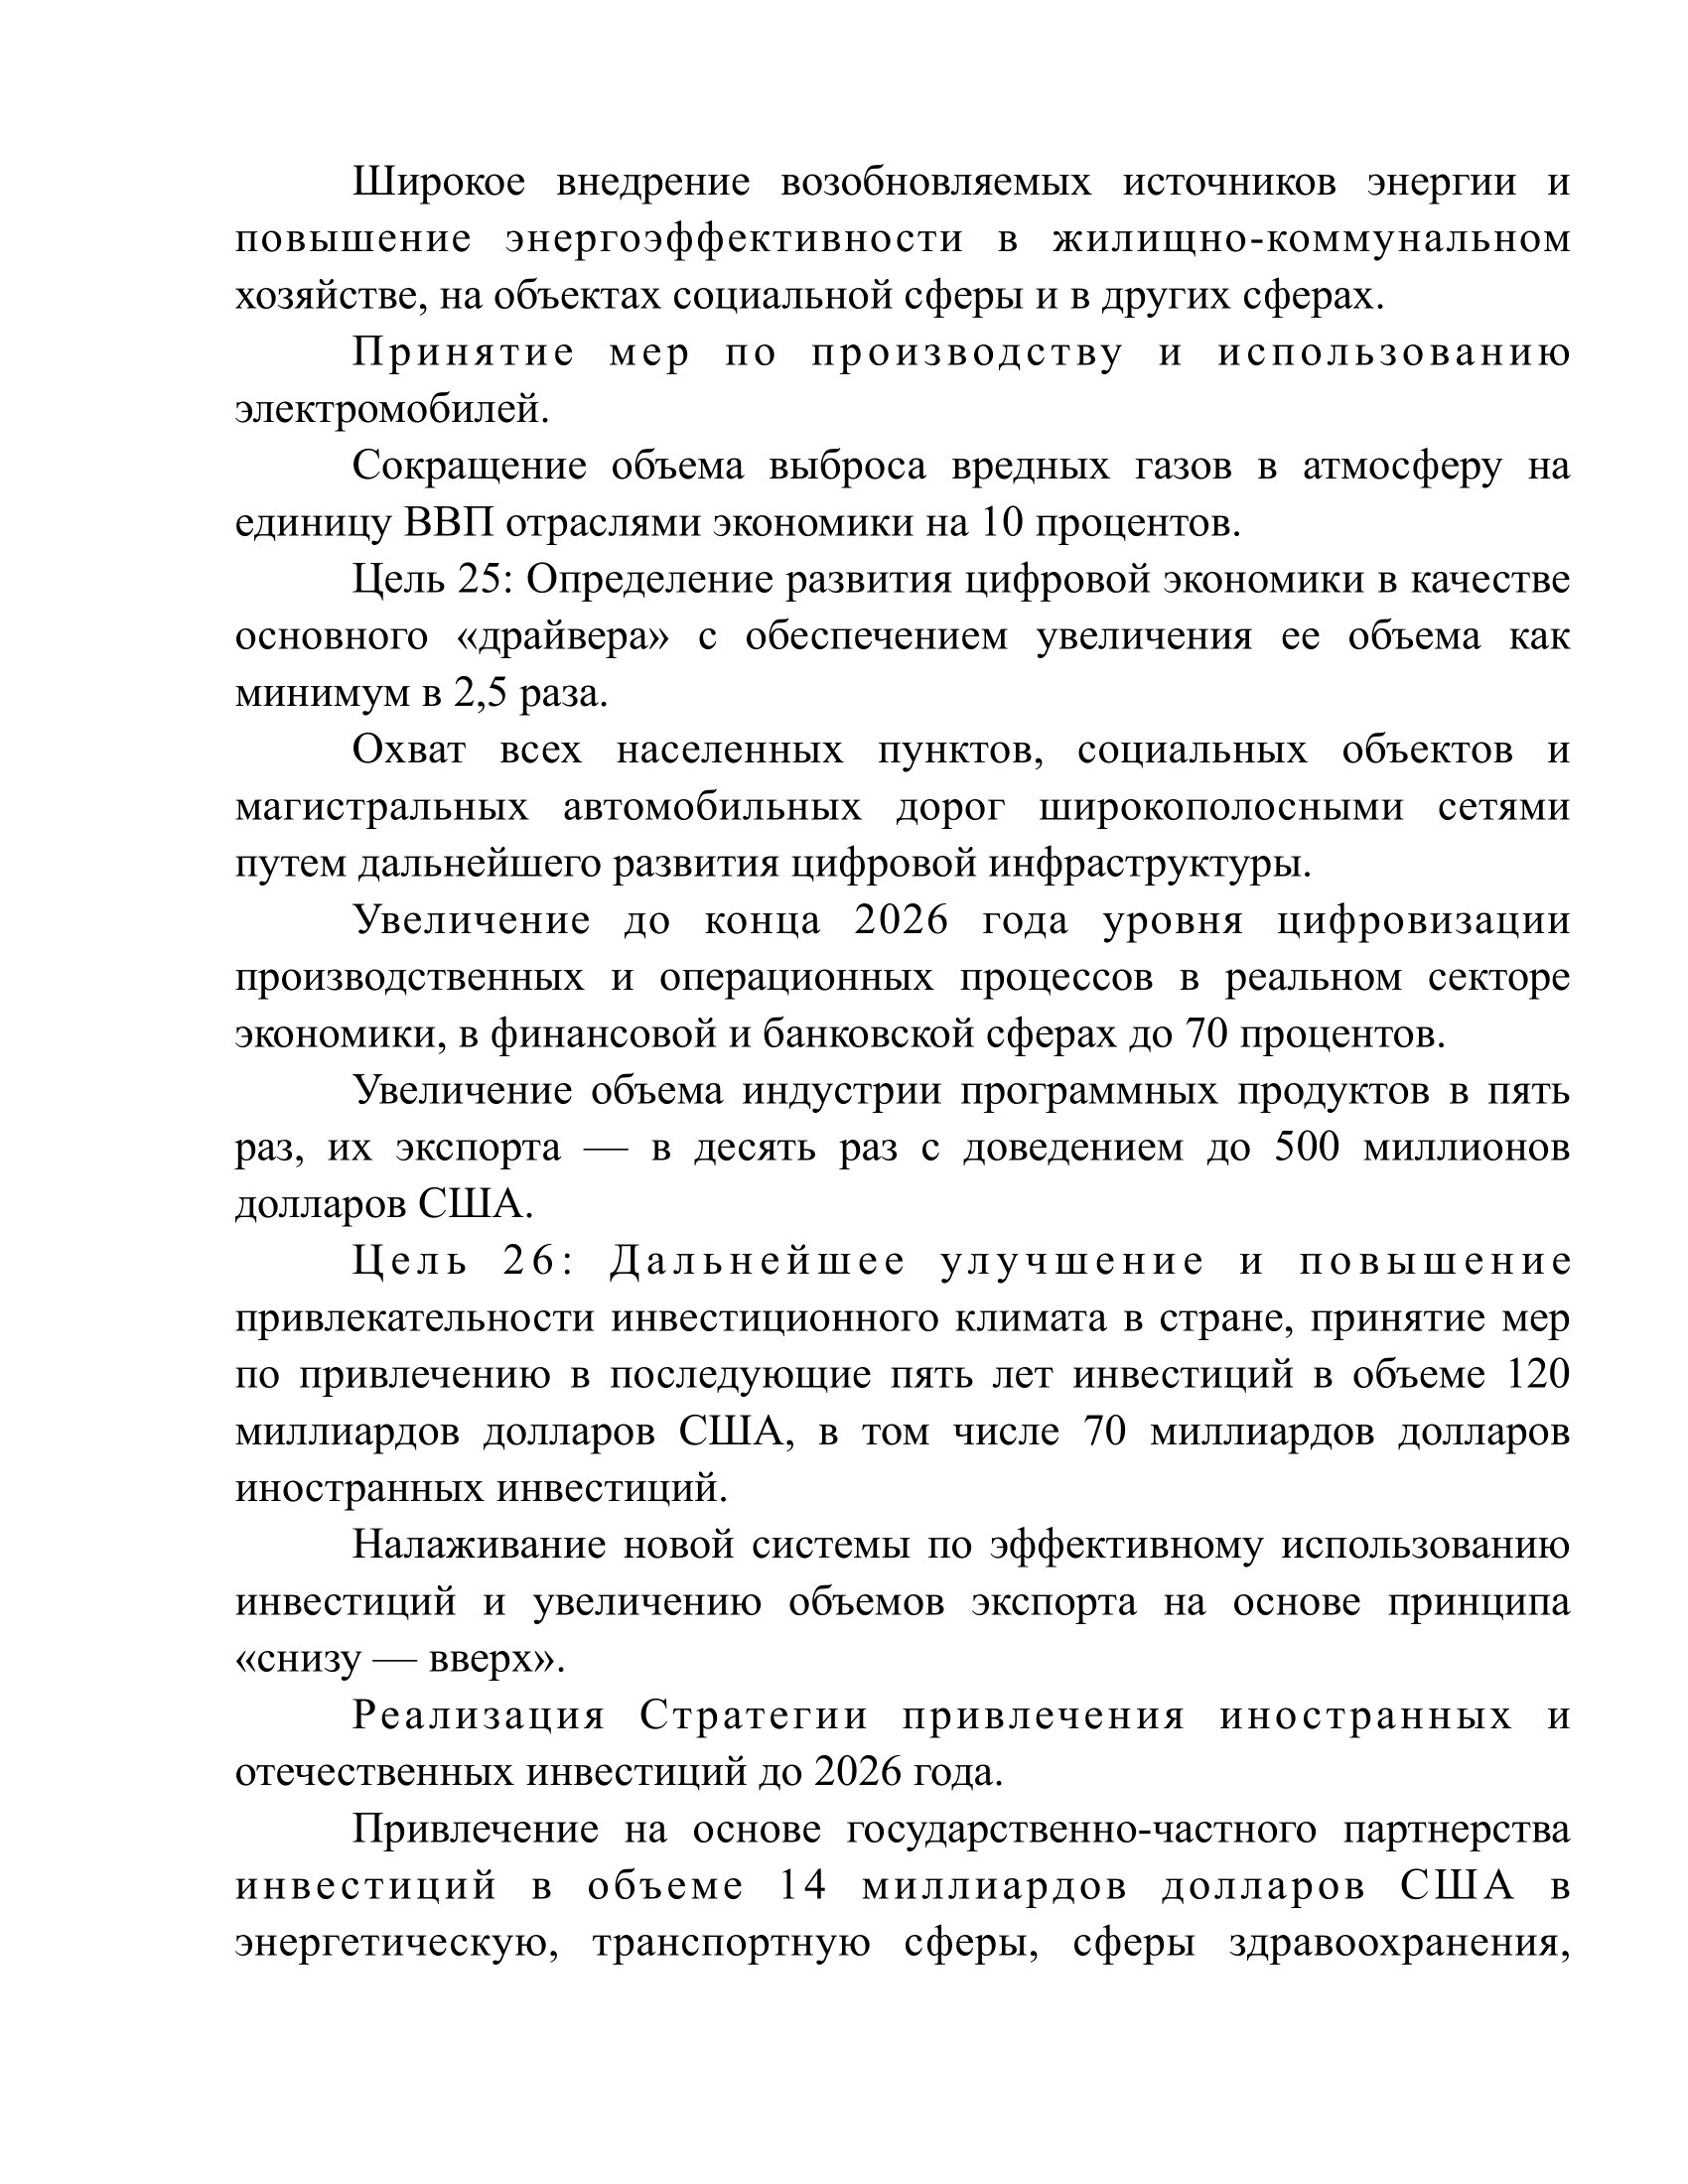 Широкое внедрение возобновляемых источников энергии и
повышение энергоэффективности в жилищно-коммунальном
хозяйстве, на объектах социальной сферы и в других сферах.
Принятие мер по производству и использованию
электромобилей.
Сокращение объема выброса вредных газов в атмосферу на
единицу ВВП отраслями экономики на 10 процентов.
Цель 25: Определение развития цифровой экономики в качестве
основного «драйвера» с обеспечением увеличения ее объема как
минимум в 2,5 раза.
Охват всех населенных пунктов, социальных объектов и
магистральных автомобильных дорог широкополосными сетями
путем дальнейшего развития цифровой инфраструктуры.
Увеличение до конца 2026 года уровня цифровизации
производственных и операционных процессов в реальном секторе
экономики, в финансовой и банковской сферах до 70 процентов.
Увеличение объема индустрии программных продуктов в пять
раз, их экспорта — в десять раз с доведением до 500 миллионов
долларов США.
Цель 26: Дальнейшее улучшение и повышение
привлекательности инвестиционного климата в стране, принятие мер
по привлечению в последующие пять лет инвестиций в объеме 120
миллиардов долларов США, в том числе 70 миллиардов долларов
иностранных инвестиций.
Налаживание новой системы по эффективному использованию
инвестиций и увеличению объемов экспорта на основе принципа
«снизу — вверх».
Реализация Стратегии привлечения иностранных и
отечественных инвестиций до 2026 года.
Привлечение на основе государственно-частного партнерства
инвестиций в объеме 14 миллиардов долларов США в
энергетическую, транспортную сферы, сферы здравоохранения,